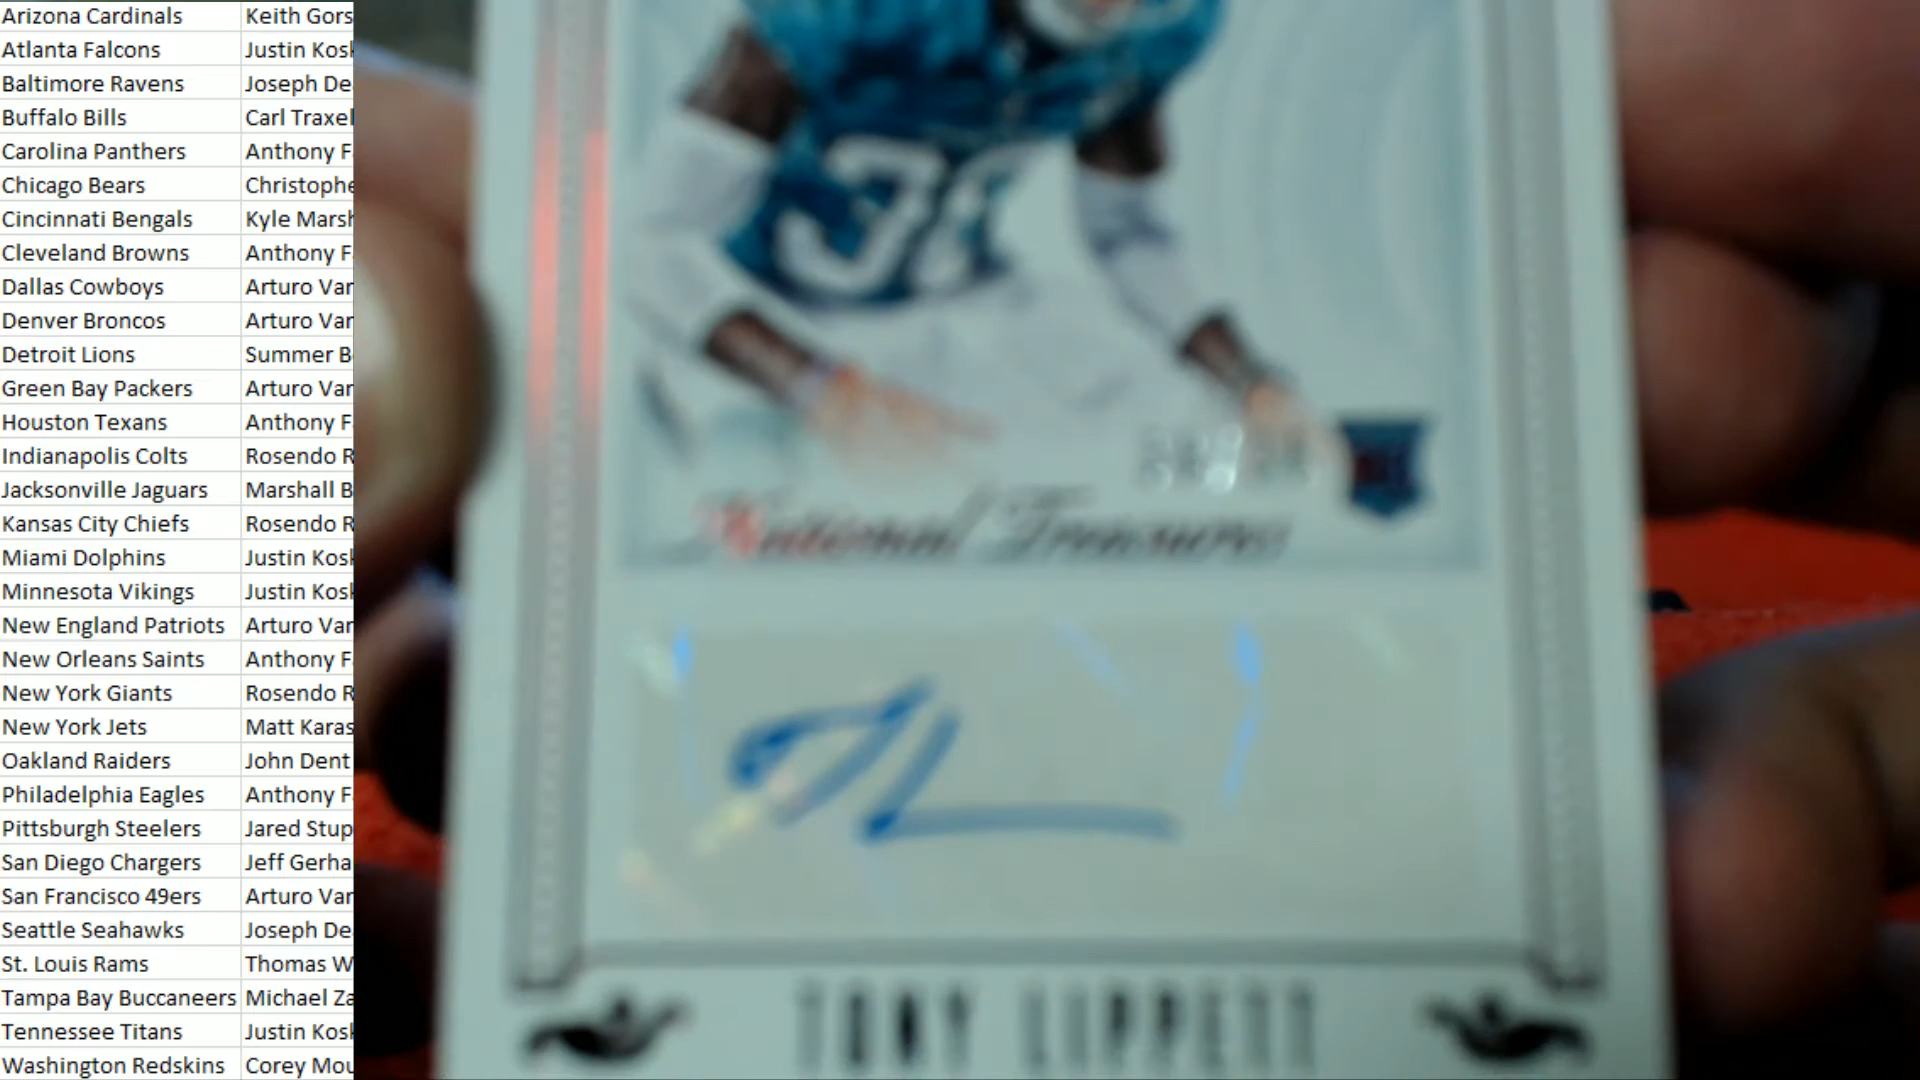 Arizona Cardinals Keith Gors
Atlanta Falcons Justin Kosk
Baltimore Ravens Joseph De
Buffalo Bills Carl Traxel
Carolina Panthers Anthony F
Chicago Bears Christophe
Cincinnati Bengals Kyle Marsh
Cleveland Browns Anthony F
Dallas Cowboys Arturo Var
Denver Broncos Arturo Var
Detroit Lions Summer B
Green Bay Packers Arturo Var
Houston Texans Anthony F
Indianapolis Colts Rosendo R
Jacksonville Jaguars Marshall B
Kansas City Chiefs Rosendo R
Miami Dolphins Justin Kosk
Minnesota Vikings Justin Kosk
New England Patriots Arturo Var
New Orleans Saints Anthony F
New York Giants Rosendo R
New York Jets Matt Karas
Oakland Raiders John Dent
Philadelphia Eagles Anthony F
Pittsburgh Steelers Jared Stup
San Diego Chargers Jeff Gerha
San Francisco 49ers Arturo Var
Seattle Seahawks Joseph De
St. Louis Rams Thomas W
Tampa Bay Buccaneers Michael Za
Tennessee Titans Justin Kosk
Washington Redskins Corey Mou
National Treasures
TONY LIPPETT